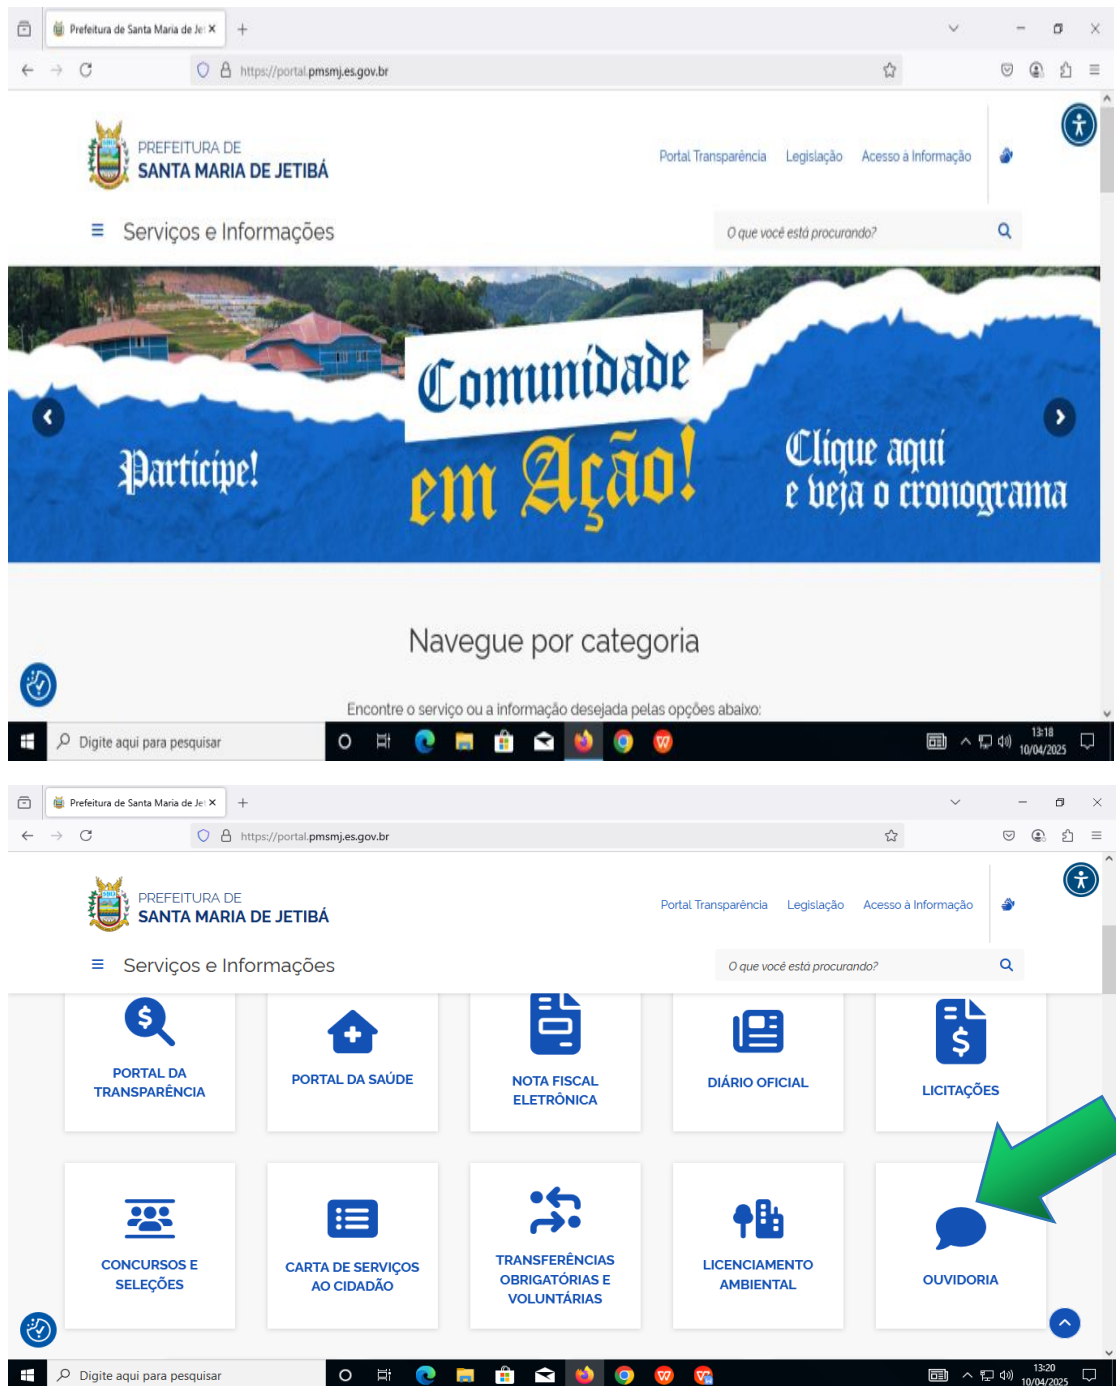 Prefeitura de Santa Maria de Je
https://portal.pmsmj.es.gov.br
PREFEITURA DE
SANTA MARIA DE JETIBÁ
Portal Transparência Legislação Acesso à Informação
Serviços e Informações
O que você está procurando?
Comunidade
em Ação!
Participe!
Clique aqui
e veja o cronograma
Navegue por categoria
Encontre o serviço ou a informação desejada pelas opções abaixo:
Digite aqui para pesquisar
13:18
10/04/2025
Prefeitura de Santa Maria de Je
https://portal.pmsmj.es.gov.br
PREFEITURA DE
SANTA MARIA DE JETIBÁ
Portal Transparência Legislação Acesso à Informação
Serviços e Informações
O que você está procurando?
PORTAL DA
TRANSPARÊNCIA
PORTAL DA SAÚDE
NOTA FISCAL
ELETRÔNICA
DIÁRIO OFICIAL
LICITAÇÕES
CONCURSOS E
SELEÇÕES
CARTA DE SERVIÇOS
AO CIDADÃO
TRANSFERÊNCIAS
OBRIGATÓRIAS E
VOLUNTÁRIAS
LICENCIAMENTO
AMBIENTAL
OUVIDORIA
Digite aqui para pesquisar
13:20
10/04/2025